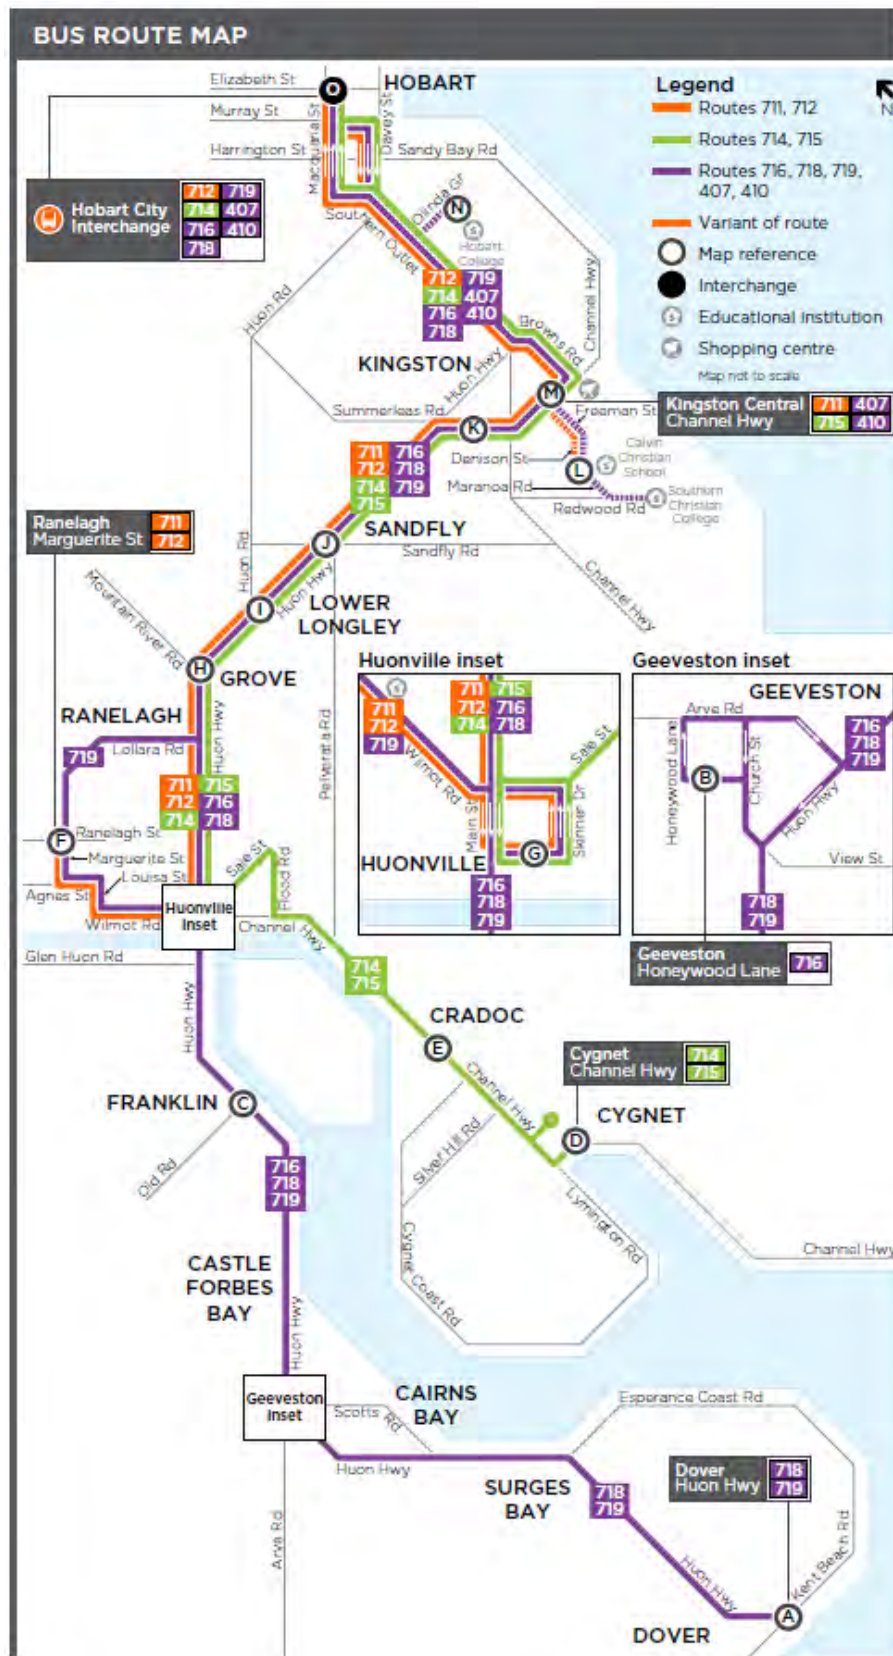 BUS ROUTE MAP
Elizabeth St
O
HOBART
Murray St
Macquarie St
Davey St
Harrington St
Sandy Bay Rd
Legend
N
Routes 711, 712
Routes 714, 715
Routes 716, 718, 719,
407, 410
Variant of route
Map reference
Interchange
Educational institution
Shopping centre
Map not to scale
Hobart City
Interchange
712 719
714 407
716 410
718
Southern Outlet
Olinda Gr
N
Hobart
College
712 719
714 407
716 410
718
Huon Rd
Channel Hwy
Browns Rd
KINGSTON
Huon Hwy
Summerleas Rd
M
Freeman St
Kingston Central
Channel Hwy
711 407
715 410
K
Denison St
L
Calvin
Christian
School
Maranoa Rd
Redwood Rd
Southern
Christian
College
711 716
712 718
714 719
715
Ranelagh
Marguerite St
711
712
SANDFLY
J
Sandfly Rd
Huon Rd
Huon Hwy
Channel Hwy
I
LOWER
LONGLEY
Mountain River Rd
H
GROVE
RANELAGH
Huon Hwy
Lollara Rd
719
Pelverata Rd
711 715
712 716
714 718
F
Ranelagh St
Marguerite St
Louisa St
Agnes St
Wilmot Rd
Sale St
Flood Rd
Huonville
inset
Channel Hwy
Glen Huon Rd
Huonville inset
711
712
719
711 715
712 716
714 718
Sale St
Wilmot Rd
Main St
Skinner Dr
HUONVILLE
G
716
718
719
Geeveston inset
GEEVESTON
Arve Rd
716
718
719
Honeywood Lane
B
Church St
Huon Hwy
View St
718
719
Geeveston
Honeywood Lane
716
Huon Hwy
714
715
CRADOC
E
Channel Hwy
Cygnet
Channel Hwy
714
715
CYGNET
D
FRANKLIN
C
Old Rd
Silver Hill Rd
Lymington Rd
Cygnet Coast Rd
Channel Hwy
716
718
719
CASTLE
FORBES
BAY
Huon Hwy
Geeveston
inset
CAIRNS
BAY
Scotts Rd
Esperance Coast Rd
Huon Hwy
Arva Rd
SURGES
BAY
718
719
Dover
Huon Hwy
718
719
Huon Hwy
Kent Beach Rd
A
DOVER